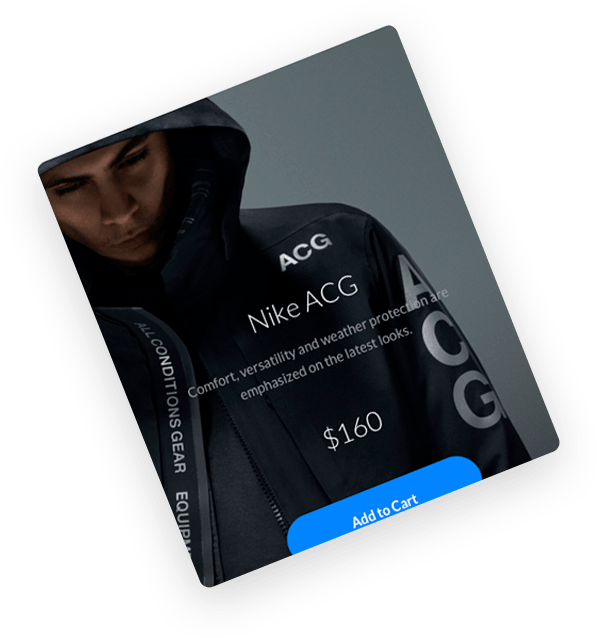 ACG
ACG
Nike ACG
Comfort, versatility and weather protection are
emphasized on the latest looks.
ALL CONDITIONS GEAR
$160
Add to Cart